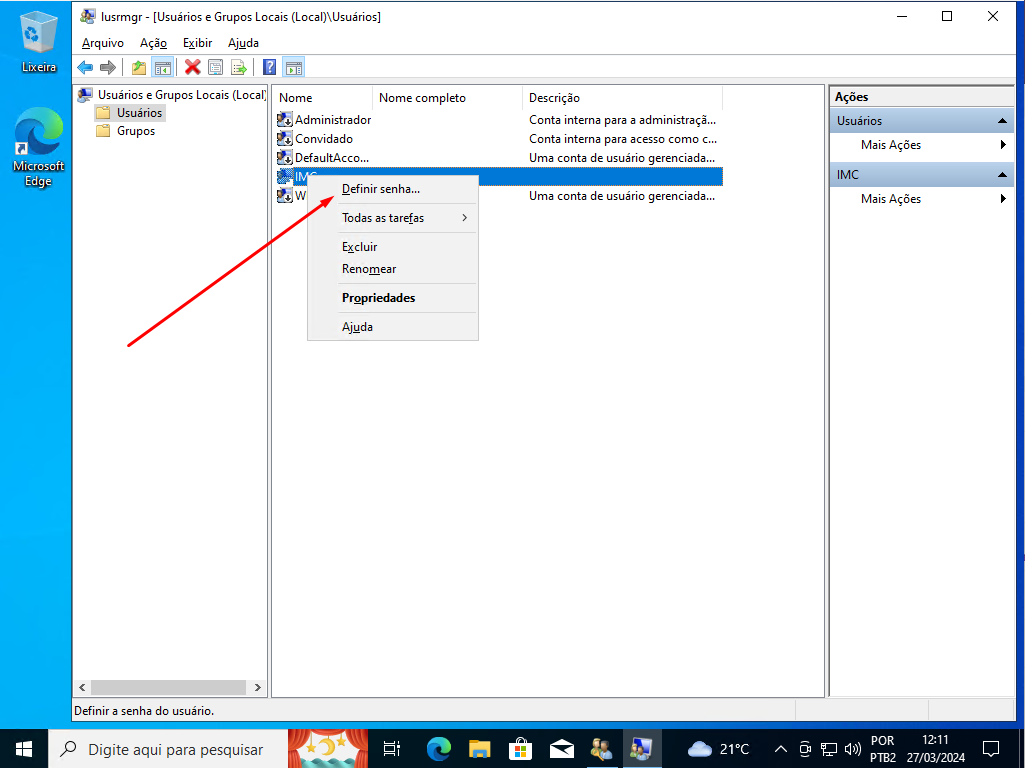 Lixeira
Microsoft
Edge
lusrmgr - [Usuários e Grupos Locais (Local)\Usuários]
Arquivo Ação Exibir Ajuda
Usuários e Grupos Locais (Local)
Usuários
Grupos
Nome Nome completo Descrição
Administrador Conta interna para a administraçã...
Convidado Conta interna para acesso como c...
DefaultAcco... Uma conta de usuário gerenciada...
IMC
W Uma conta de usuário gerenciada...
Definir senha...
Todas as tarefas
Excluir
Renomear
Propriedades
Ajuda
Ações
Usuários
Mais Ações
IMC
Mais Ações
Definir a senha do usuário.
Digite aqui para pesquisar
21°C
POR
PTB2
12:11
27/03/2024